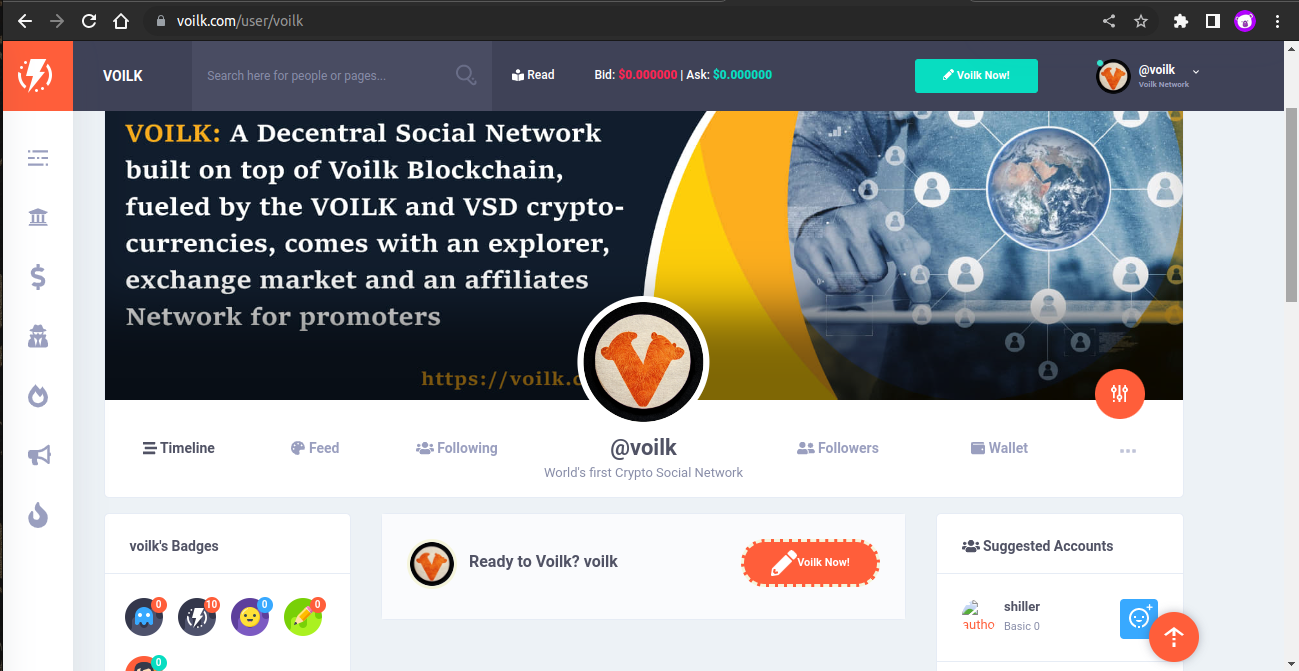 voilk.com/user/voilk
VOILK
Search here for people or pages...
Read
Bid: $0.000000 | Ask: $0.000000
Voilk Now!
@voilk
Voilk Network
VOILK: A Decentral Social Network
built on top of Voilk Blockchain,
fueled by the VOILK and VSD crypto-
currencies, comes with an explorer,
exchange market and an affiliates
Network for promoters
https://voilk.c
Timeline
Feed
Following
@voilk
Followers
Wallet
World's first Crypto Social Network
voilk's Badges
0
10
0
0
0
Ready to Voilk? voilk
Voilk Now!
Suggested Accounts
autho
shiller
Basic 0